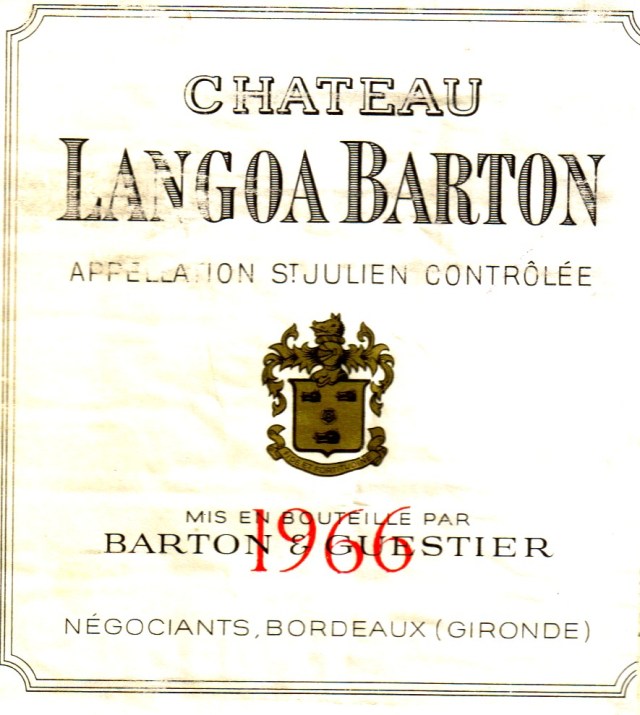 CHATEAU
LANGOA BARTON
APPELLATION ST JULIEN CONTRÔLÉE
MIS EN BOUTEILLE PAR
BARTON & GUESTIER
1966
NÉGOCIANTS, BORDEAUX (GIRONDE)